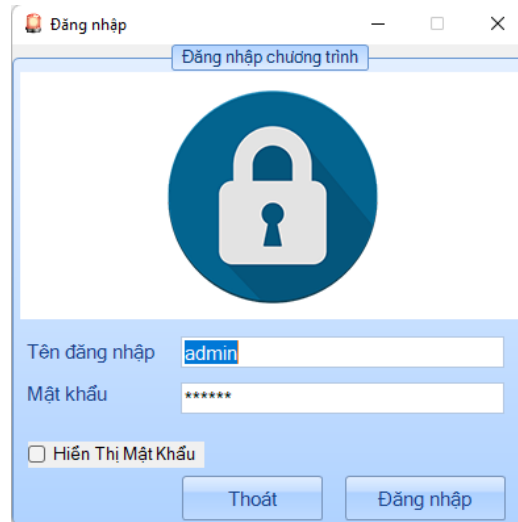 Đăng nhập
Đăng nhập chương trình
Tên đăng nhập admin
Mật khẩu ******
Hiển Thị Mật Khẩu
Thoát Đăng nhập